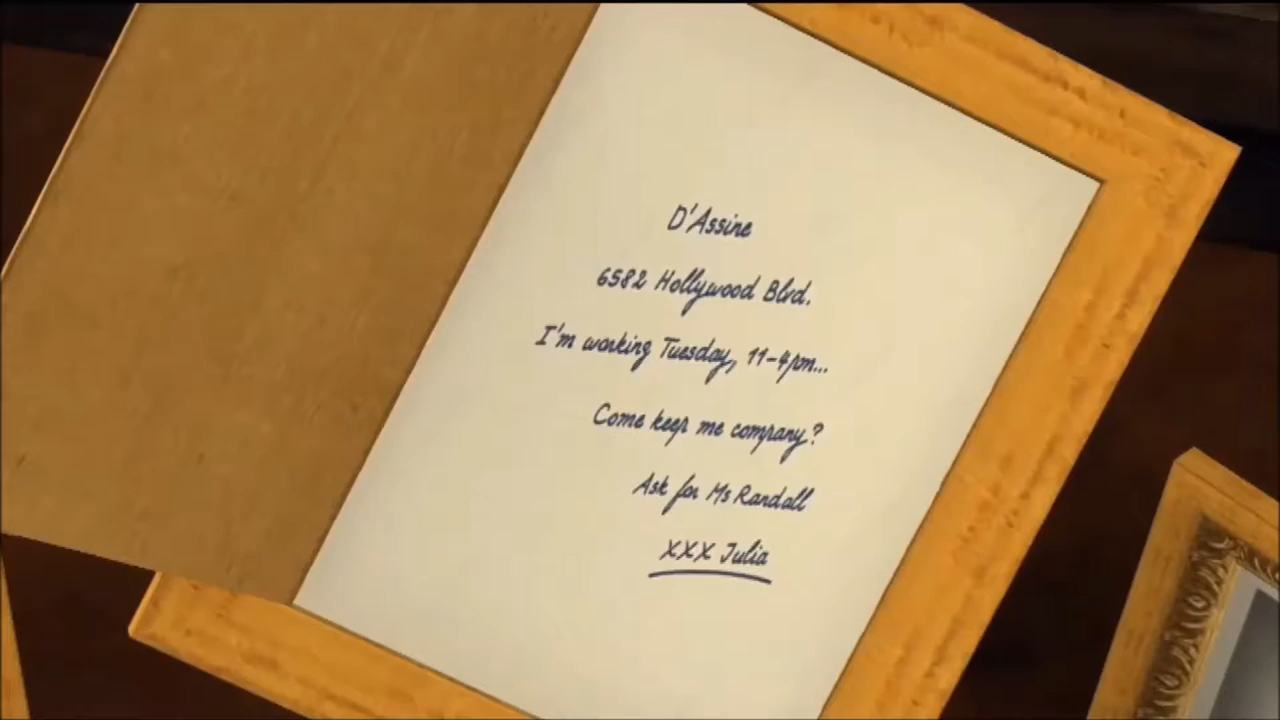 D'Assine
6582 Hollywood Blvd.
I'm working Tuesday, 11-4pm...
Come keep me company?
Ask for Ms Randall
XXX Julia